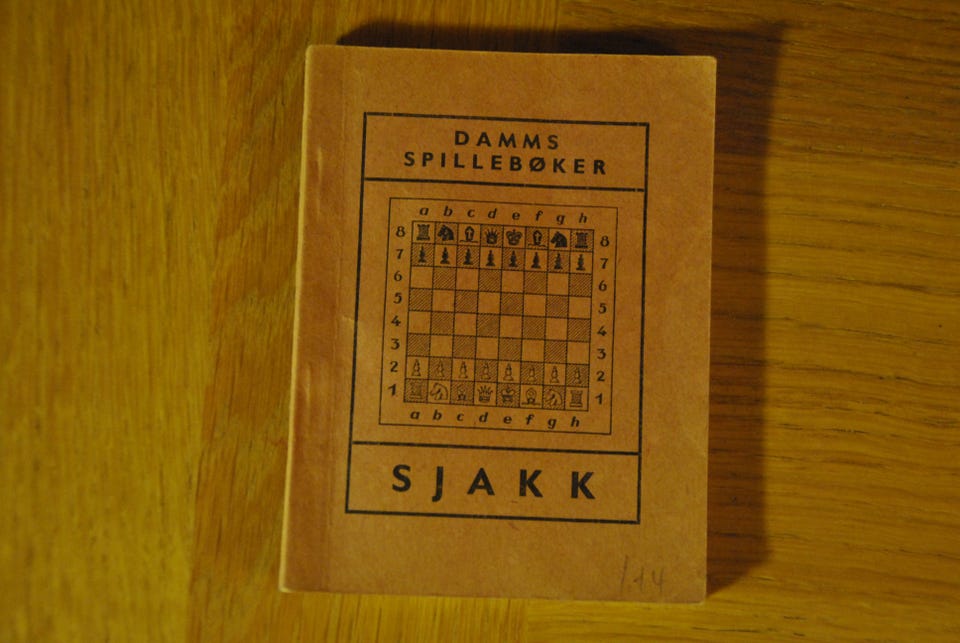 DAMMS
SPILLEBØKER
a b c d e f g h
8 8
7 7
6 6
5 5
4 4
3 3
2 2
1 1
a b c d e f g h
SJAKK